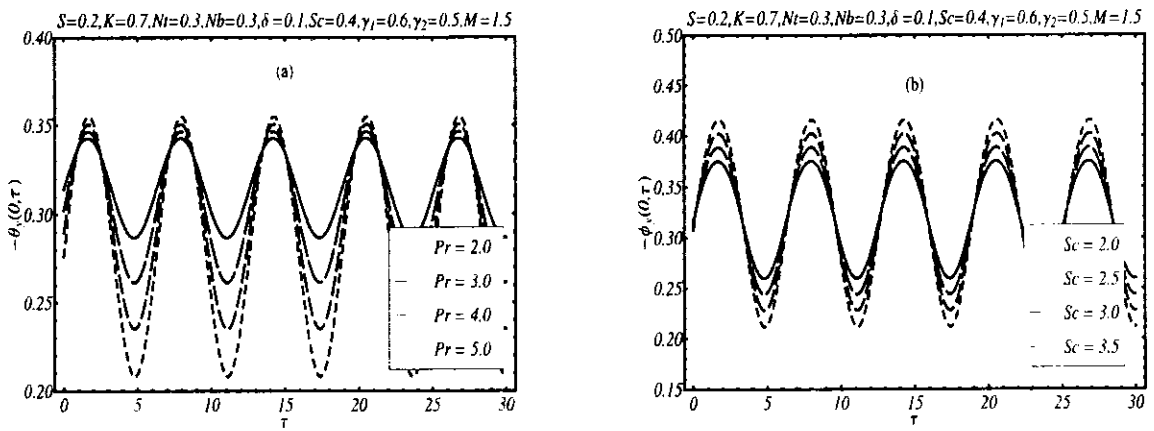 S=0.2,K=0.7,Nt=0.3,Nb=0.3,δ=0.1,Sc=0.4,γ1=0.6,γ2=0.5,M=1.5
0.40
(a)
0.35
0.30
0.25
0.20
-θy(0,τ)
Pr = 2.0
Pr = 3.0
Pr = 4.0
Pr = 5.0
0 5 10 15 20 25 30
τ
S=0.2,K=0.7,Nt=0.3,Nb=0.3,δ=0.1,Sc=0.4,γ1=0.6,γ2=0.5,M=1.5
0.50
(b)
0.45
0.40
0.35
0.30
0.25
0.20
0.15
-ϕy(0,τ)
Sc = 2.0
Sc = 2.5
Sc = 3.0
Sc = 3.5
0 5 10 15 20 25 30
τ